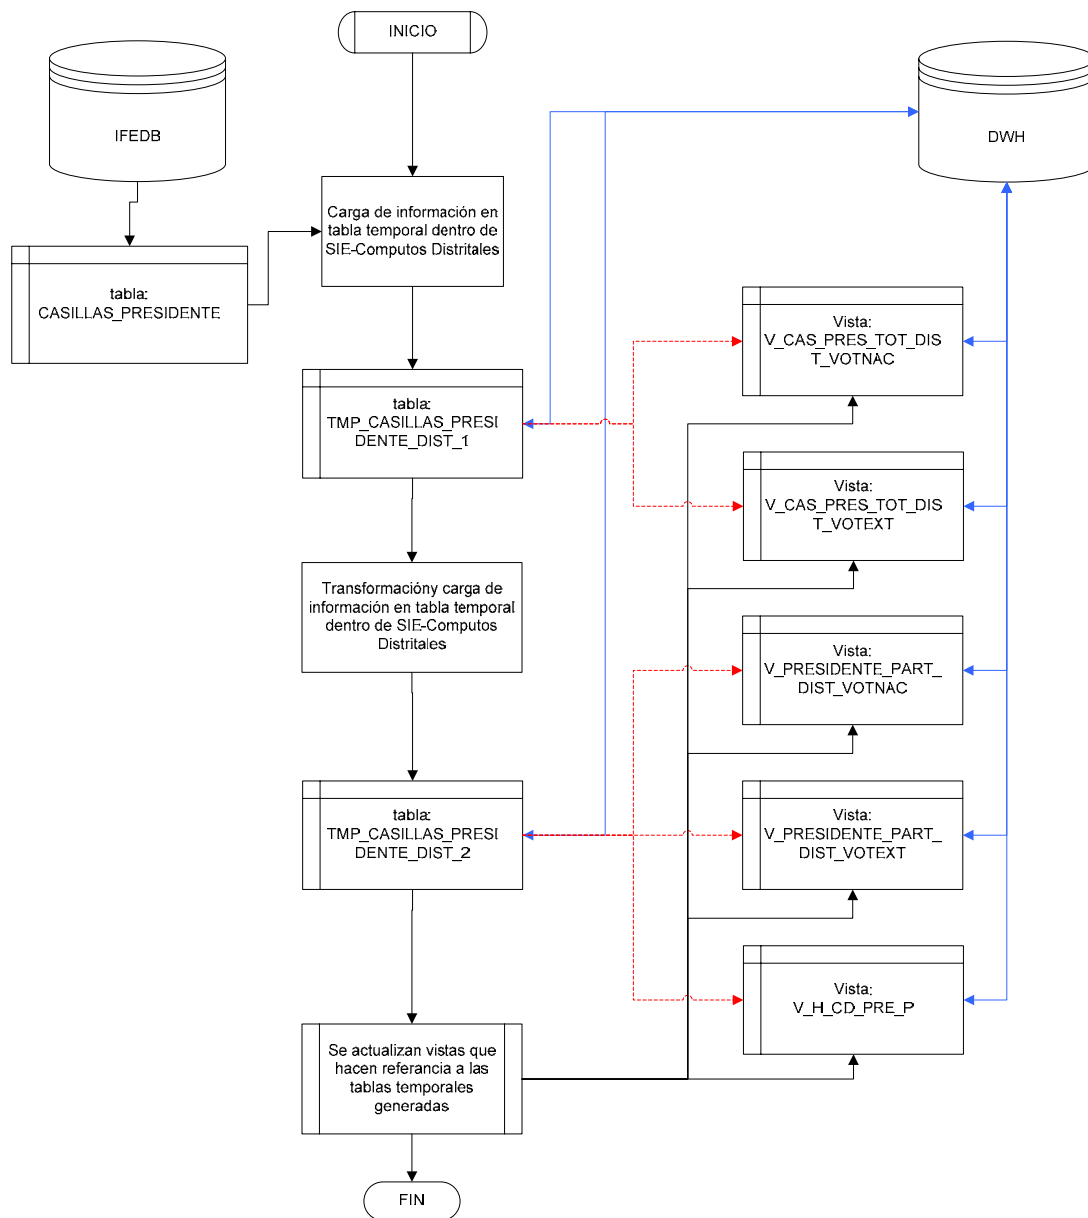 INICIO
IFEDB
DWH
Carga de información en
tabla temporal dentro de
SIE-Computos Distritales
tabla:
CASILLAS_PRESIDENTE
Vista:
V_CAS_PRES_TOT_DIS
T_VOTNAC
tabla:
TMP_CASILLAS_PRESI
DENTE_DIST_1
Vista:
V_CAS_PRES_TOT_DIS
T_VOTEXT
Transformacióny carga de
información en tabla temporal
dentro de SIE-Computos
Distritales
Vista:
V_PRESIDENTE_PART_
DIST_VOTNAC
tabla:
TMP_CASILLAS_PRESI
DENTE_DIST_2
Vista:
V_PRESIDENTE_PART_
DIST_VOTEXT
Vista:
V_H_CD_PRE_P
Se actualizan vistas que
hacen referancia a las
tablas temporales
generadas
FIN